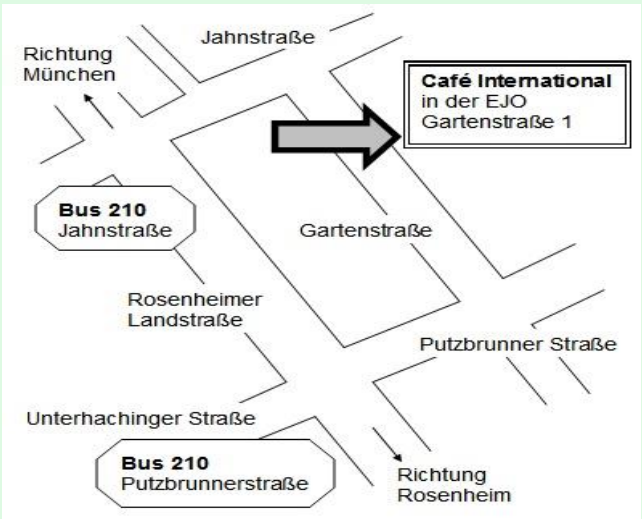 Jahnstraße
Richtung
München
Café International
in der EJO
Gartenstraße 1
Bus 210
Jahnstraße
Gartenstraße
Rosenheimer
Landstraße
Putzbrunner Straße
Unterhachinger Straße
Bus 210
Putzbrunnerstraße
Richtung
Rosenheim